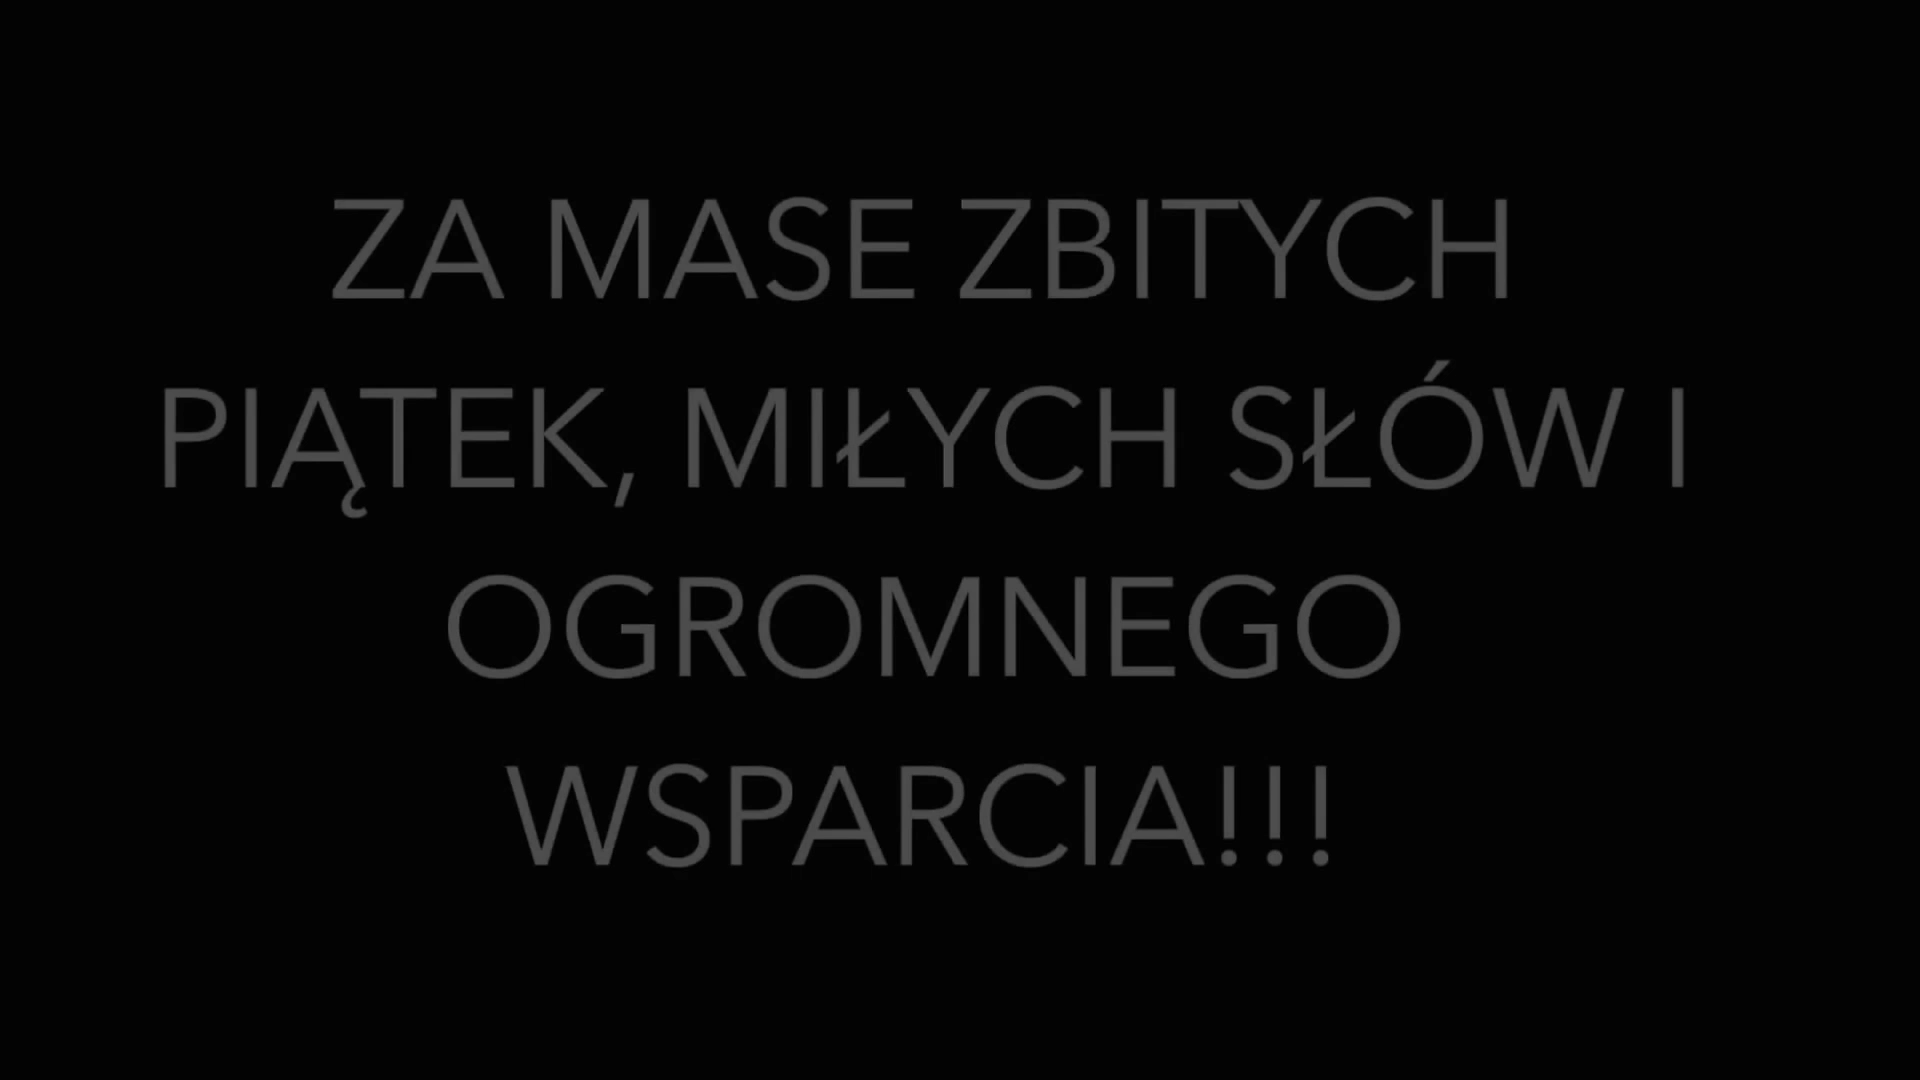 ZA MASE ZBITYCH
PIĄTEK, MIŁYCH SŁÓW I
OGROMNEGO
WSPARCIA!!!